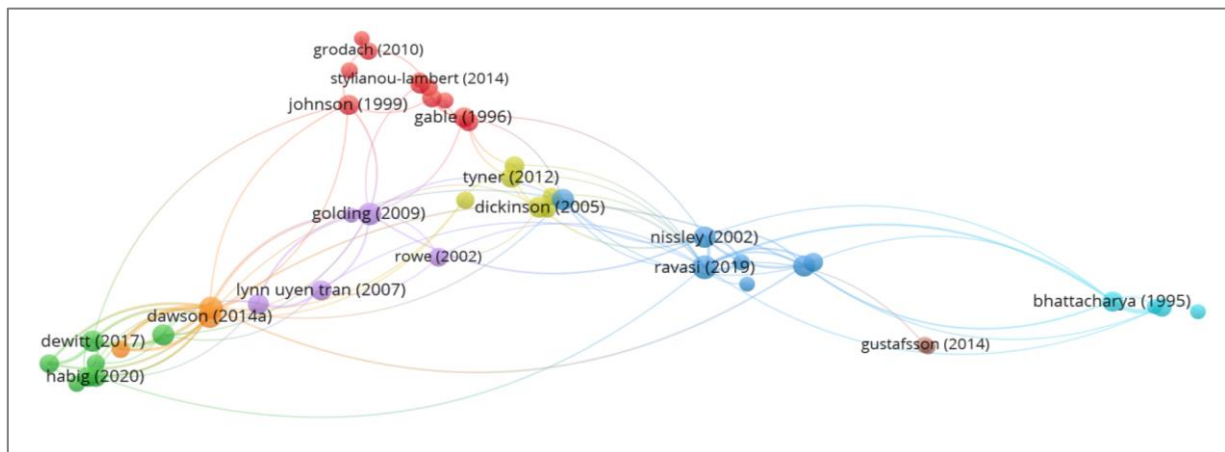 grodach (2010)
stylianou-lambert (2014)
johnson (1999)
gable (1996)
tyner (2012)
dickinson (2005)
golding (2009)
nissley (2002)
rowe (2002)
ravasi (2019)
lynn uyen tran (2007)
bhattacharya (1995)
dawson (2014a)
dewitt (2017)
gustafsson (2014)
habig (2020)